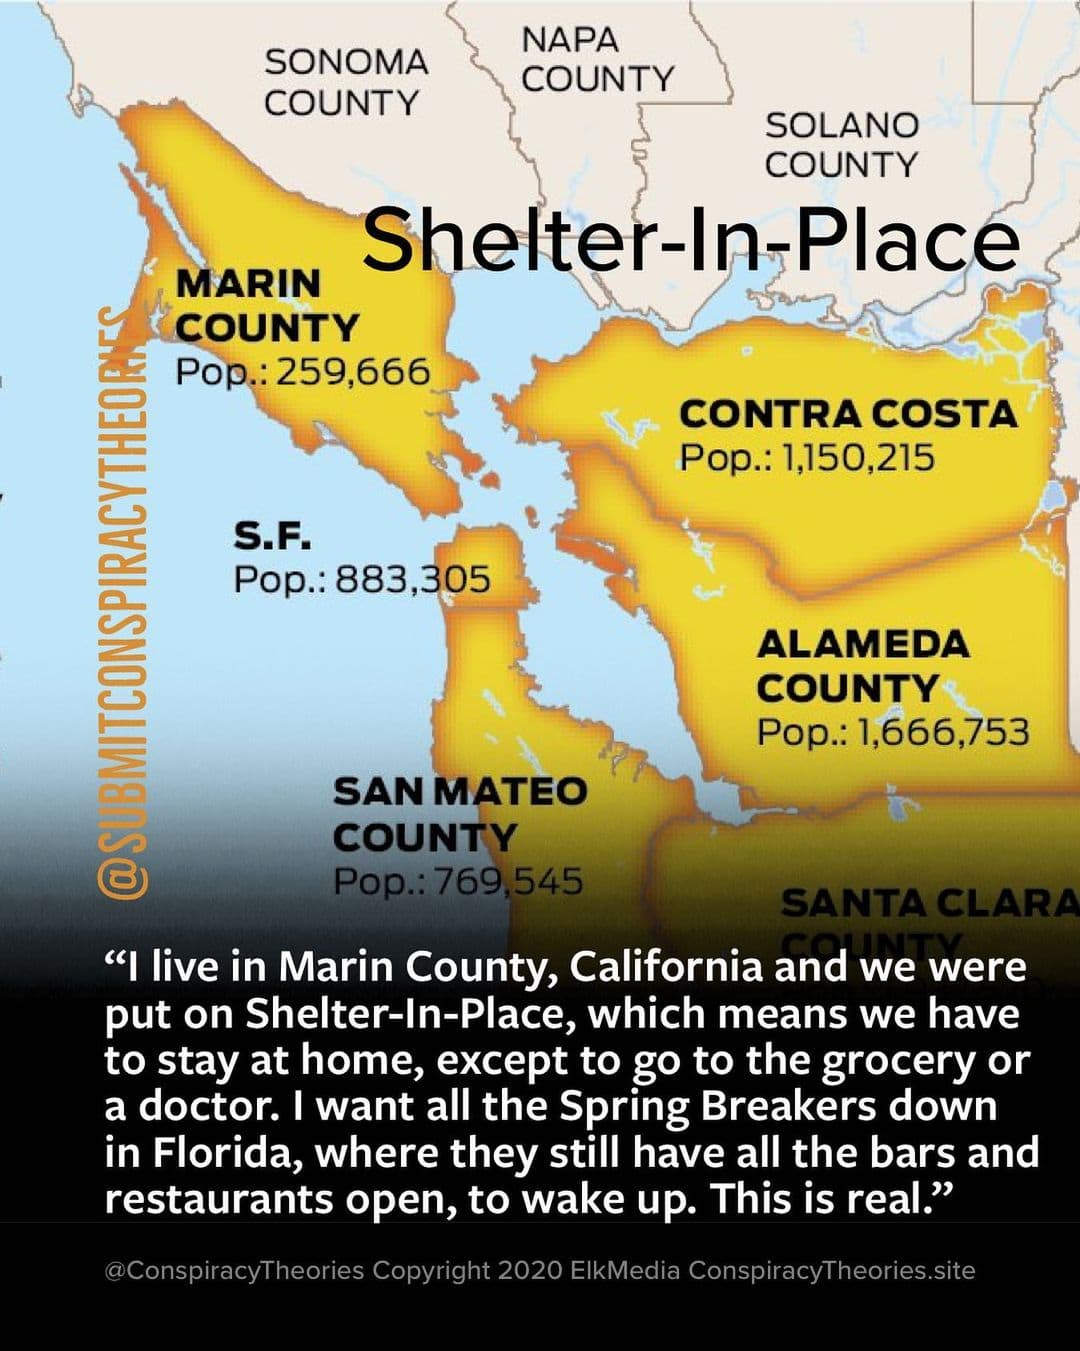 SONOMA
COUNTY
NAPA
COUNTY
SOLANO
COUNTY
Shelter-In-Place
MARIN
COUNTY
Pop.: 259,666
CONTRA COSTA
Pop.: 1,150,215
S.F.
Pop.: 883,305
ALAMEDA
COUNTY
Pop.: 1,666,753
SAN MATEO
COUNTY
Pop.: 769,545
SANTA CLARA
COUNTY
@SUBMITCONSPIRACYTHEORIES
“I live in Marin County, California and we were
put on Shelter-In-Place, which means we have
to stay at home, except to go to the grocery or
a doctor. I want all the Spring Breakers down
in Florida, where they still have all the bars and
restaurants open, to wake up. This is real.”
@ConspiracyTheories Copyright 2020 ElkMedia ConspiracyTheories.site